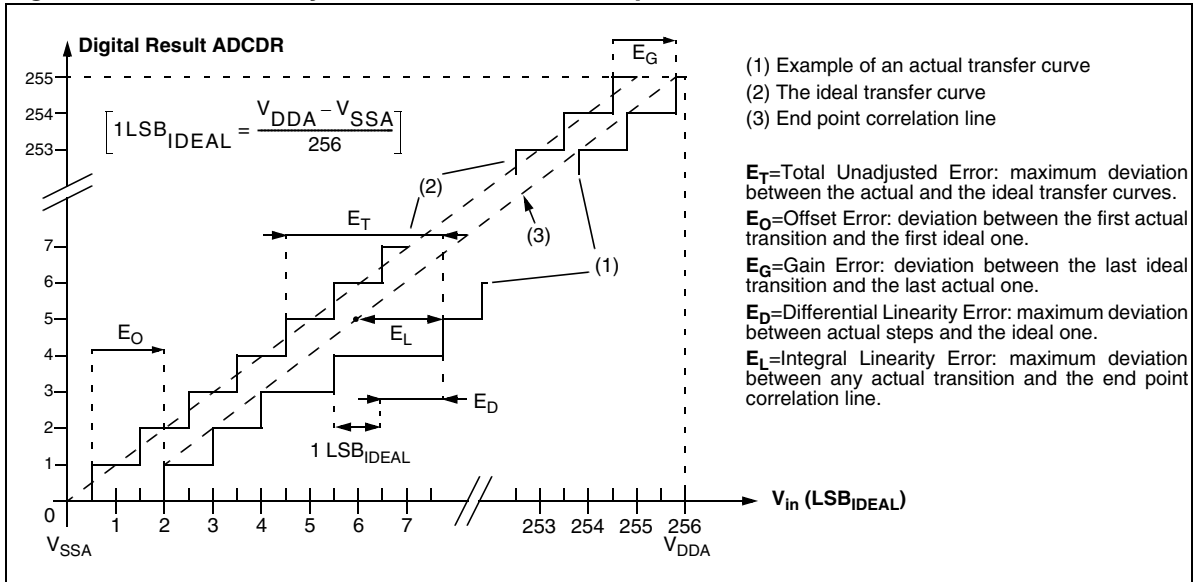 Digital Result ADCDR
255
254
253
7
6
5
4
3
2
1
0
[1LSB_IDEAL = (V_DDA – V_SSA) / 256]
E_G
(2)
E_T
(3)
(1)
E_O
E_L
E_D
1 LSB_IDEAL
1 2 3 4 5 6 7 253 254 255 256
V_in (LSB_IDEAL)
V_SSA
V_DDA
(1) Example of an actual transfer curve
(2) The ideal transfer curve
(3) End point correlation line
E_T=Total Unadjusted Error: maximum deviation
between the actual and the ideal transfer curves.
E_O=Offset Error: deviation between the first actual
transition and the first ideal one.
E_G=Gain Error: deviation between the last ideal
transition and the last actual one.
E_D=Differential Linearity Error: maximum deviation
between actual steps and the ideal one.
E_L=Integral Linearity Error: maximum deviation
between any actual transition and the end point
correlation line.